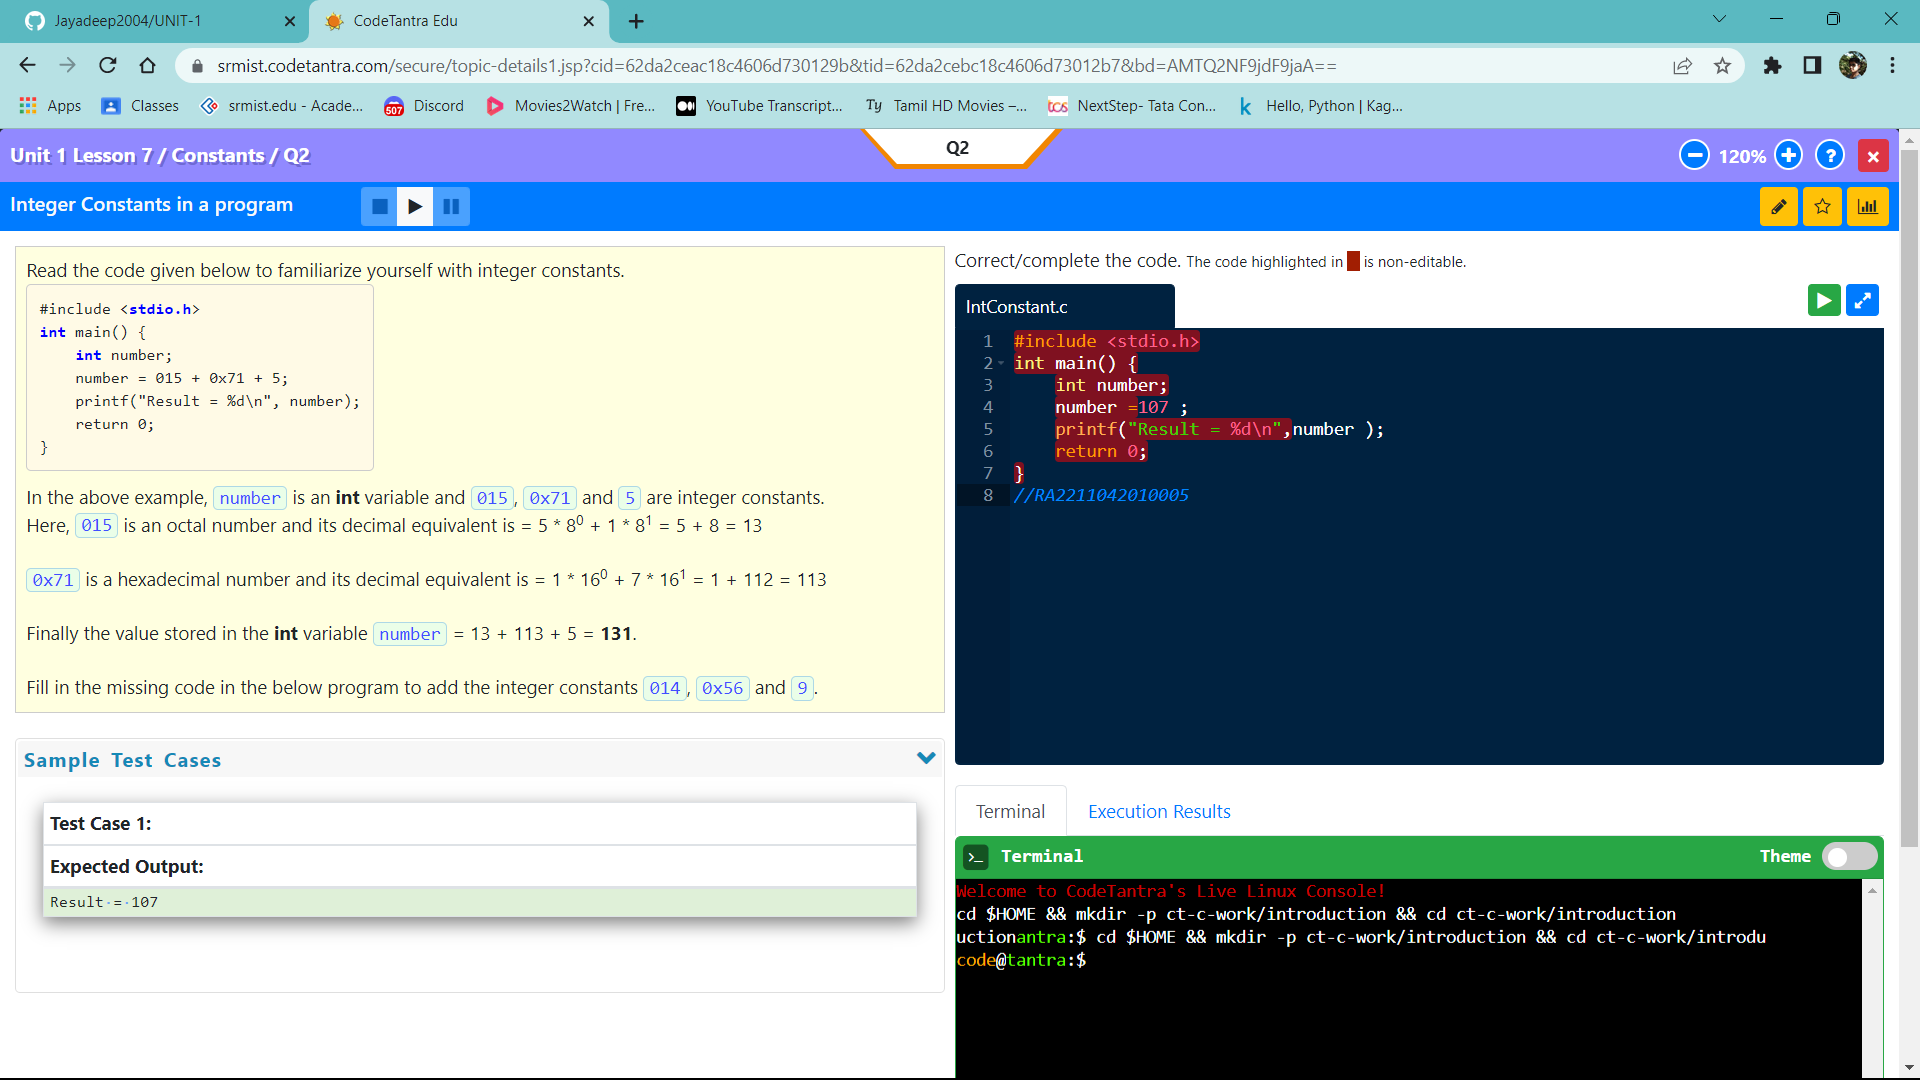 Jayadeep2004/UNIT-1
CodeTantra Edu
srmist.codetantra.com/secure/topic-details1.jsp?cid=62da2ceac18c4606d730129b&tid=62da2cebc18c4606d73012b7&bd=AMTQ2NF9jdF9jaA==
Apps
Classes
srmist.edu - Acade...
507
Discord
Movies2Watch | Fre...
YouTube Transcript...
Ty Tamil HD Movies –...
tcs NextStep- Tata Con...
k Hello, Python | Kag...
Unit 1 Lesson 7 / Constants / Q2
Q2
120%
?
Integer Constants in a program
Read the code given below to familiarize yourself with integer constants.
#include <stdio.h>
int main() {
int number;
number = 015 + 0x71 + 5;
printf("Result = %d\n", number);
return 0;
}
In the above example, number is an int variable and 015, 0x71 and 5 are integer constants.
Here, 015 is an octal number and its decimal equivalent is = 5 * 8⁰ + 1 * 8¹ = 5 + 8 = 13
0x71 is a hexadecimal number and its decimal equivalent is = 1 * 16⁰ + 7 * 16¹ = 1 + 112 = 113
Finally the value stored in the int variable number = 13 + 113 + 5 = 131.
Fill in the missing code in the below program to add the integer constants 014, 0x56 and 9.
Sample Test Cases
Test Case 1:
Expected Output:
Result·=·107
Correct/complete the code. The code highlighted in is non-editable.
IntConstant.c
1 #include <stdio.h>
2 int main() {
3 int number;
4 number =107 ;
5 printf("Result = %d\n",number );
6 return 0;
7 }
8 //RA2211042010005
Terminal
Execution Results
>_ Terminal
Theme
Welcome to CodeTantra's Live Linux Console!
cd $HOME && mkdir -p ct-c-work/introduction && cd ct-c-work/introduction
uctionantra:$ cd $HOME && mkdir -p ct-c-work/introduction && cd ct-c-work/introdu
code@tantra:$